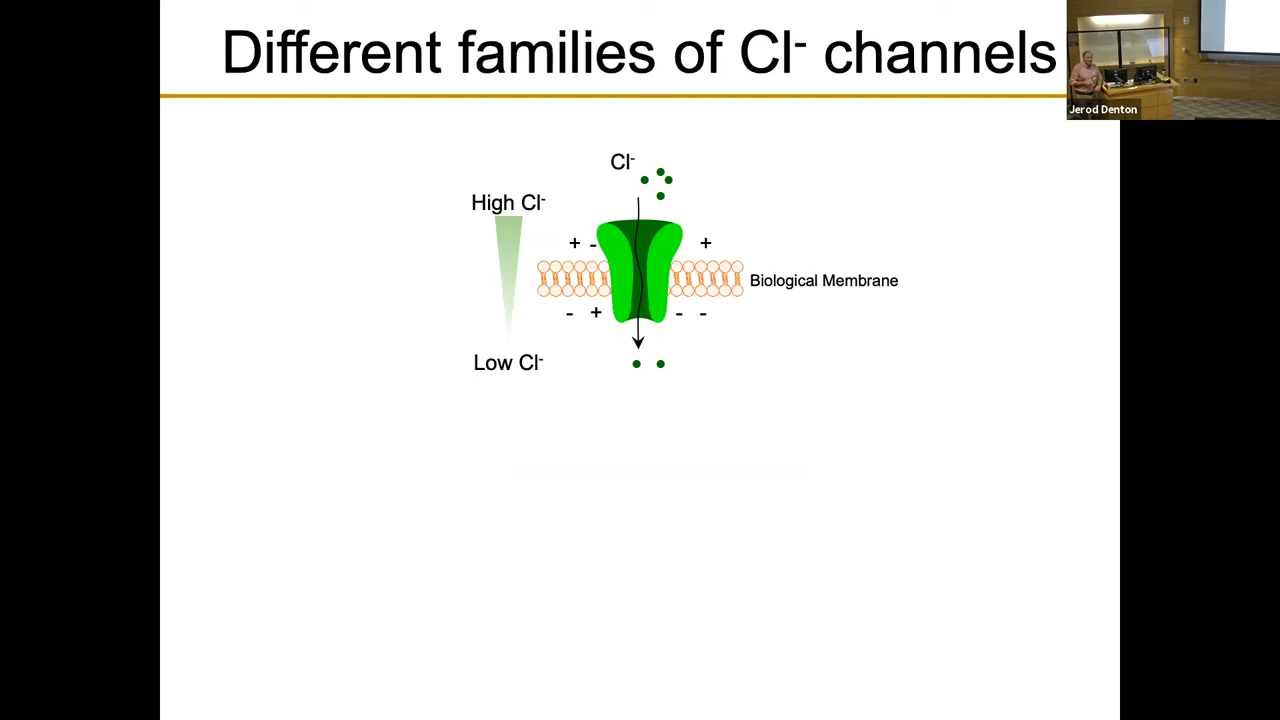 Different families of Cl⁻ channels
Jerod Denton
Cl⁻
High Cl⁻
+ - +
Biological Membrane
- + - -
Low Cl⁻